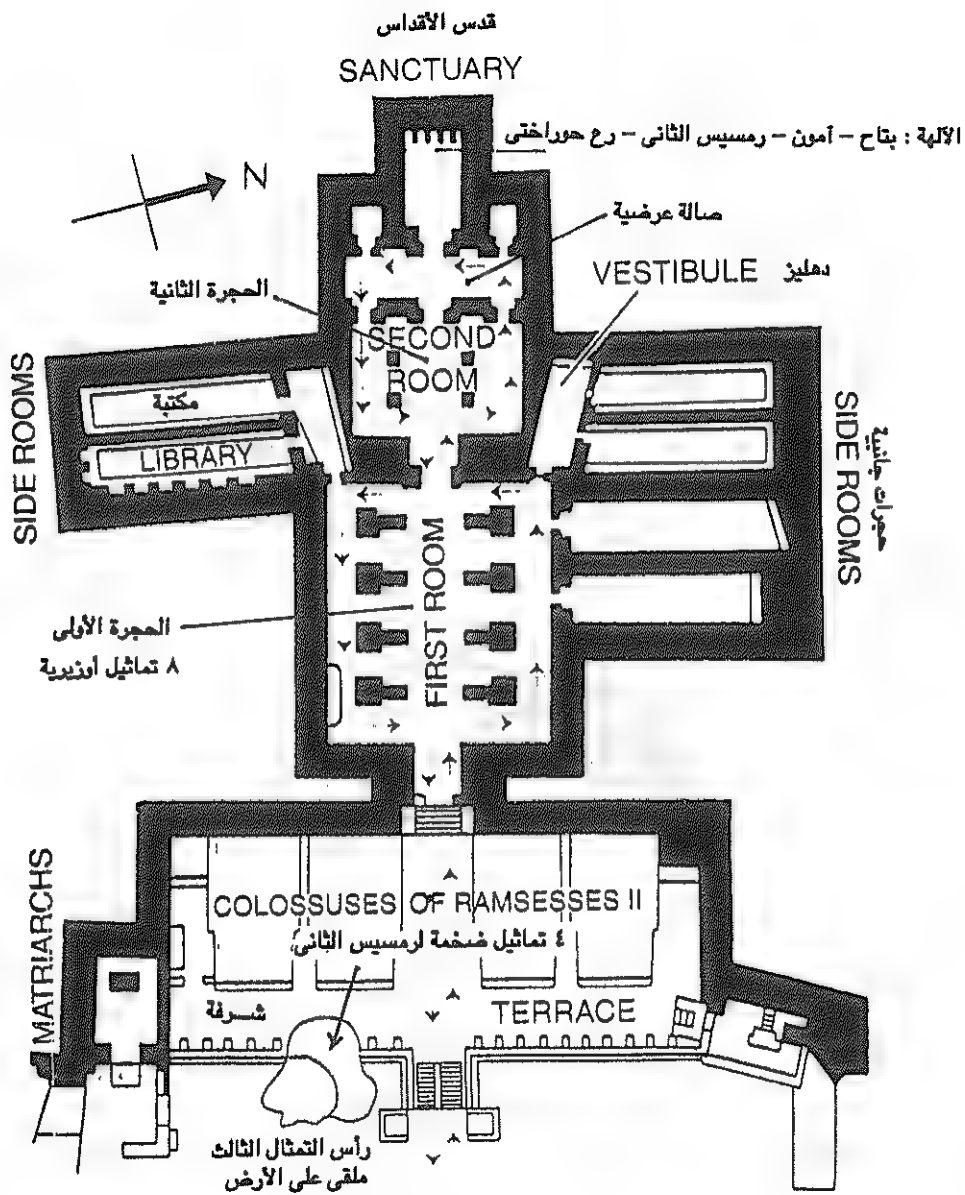 قدس الأقداس
SANCTUARY
الآلهة : بتاح – آمون – رمسيس الثانى – رع حوراختى
N
صالة عرضية
VESTIBULE دهليز
الحجرة الثانية
SECOND
ROOM
SIDE ROOMS
مكتبة
LIBRARY
SIDE ROOMS
حجرات جانبية
FIRST ROOM
الحجرة الأولى
٨ تماثيل أوزيرية
MATRIARCHS
COLOSSUSES OF RAMSESSES II
٤ تماثيل ضخمة لرمسيس الثانى
شرفة
TERRACE
رأس التمثال الثالث
ملقى على الأرض